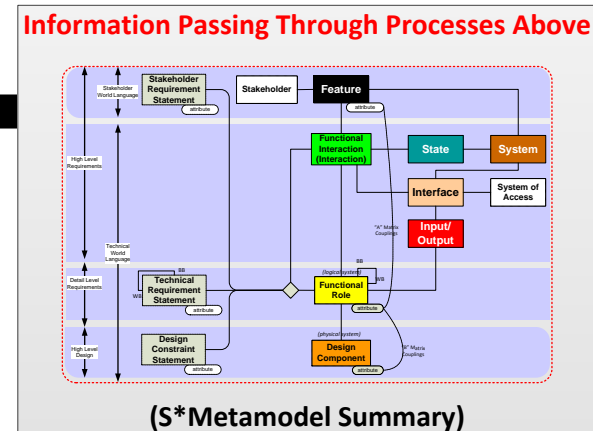 Information Passing Through Processes Above
Stakeholder
World Language
Stakeholder
Requirement
Statement
attribute
Stakeholder
Feature
attribute
Functional
Interaction
(Interaction)
State
System
High Level
Requirements
Interface
System of
Access
Technical
World
Language
"A" Matrix
Couplings
Input/
Output
Detail Level
Requirements
BB
WB
Technical
Requirement
Statement
attribute
(logical system)
BB
WB
Functional
Role
attribute
High Level
Design
Design
Constraint
Statement
attribute
(physical system)
Design
Component
attribute
"B" Matrix
Couplings
(S*Metamodel Summary)